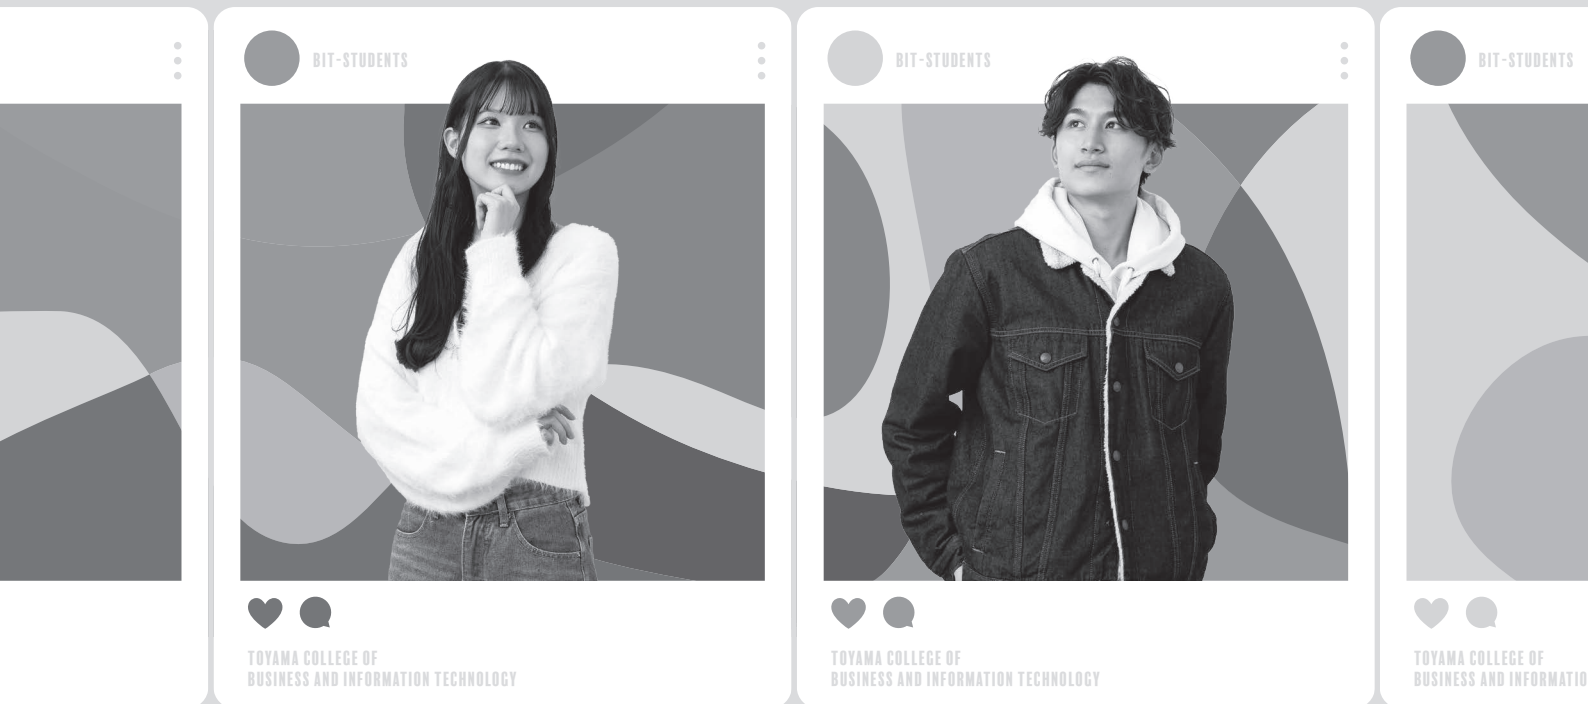 BIT-STUDENTS
BIT-STUDENTS
BIT-STUDENTS
TOYAMA COLLEGE OF
BUSINESS AND INFORMATION TECHNOLOGY
TOYAMA COLLEGE OF
BUSINESS AND INFORMATION TECHNOLOGY
TOYAMA COLLEGE OF
BUSINESS AND INFORMATIO